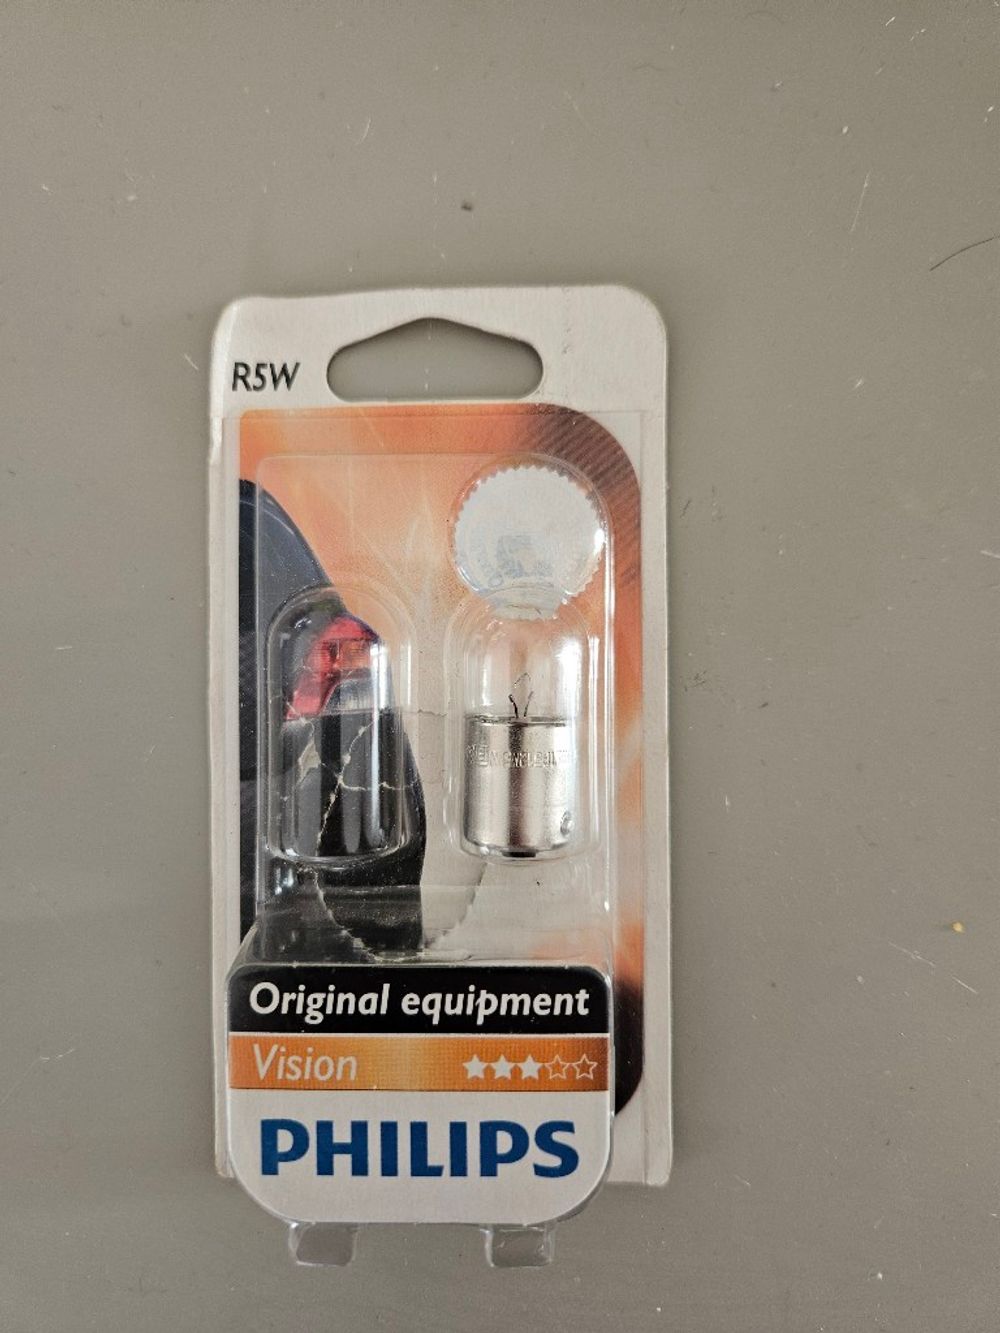 R5W
Original equipment
Vision
PHILIPS